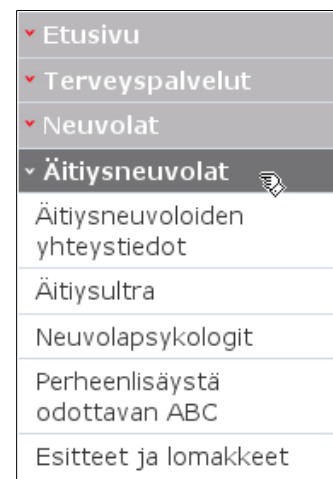 Etusivu
Terveyspalvelut
Neuvolat
Äitiysneuvolat
Äitiysneuvoloiden
yhteystiedot
Äitiysultra
Neuvolapsykologit
Perheenlisäystä
odottavan ABC
Esitteet ja lomakkeet